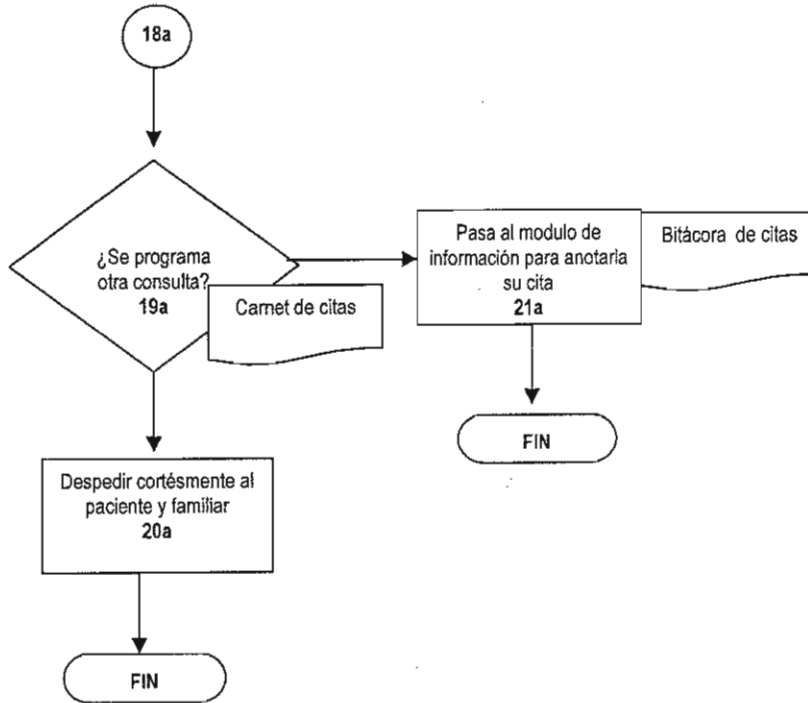 18a
¿Se programa
otra consulta?
19a
Carnet de citas
Pasa al modulo de
información para anotarla
su cita
21a
Bitácora de citas
FIN
Despedir cortésmente al
paciente y familiar
20a
FIN